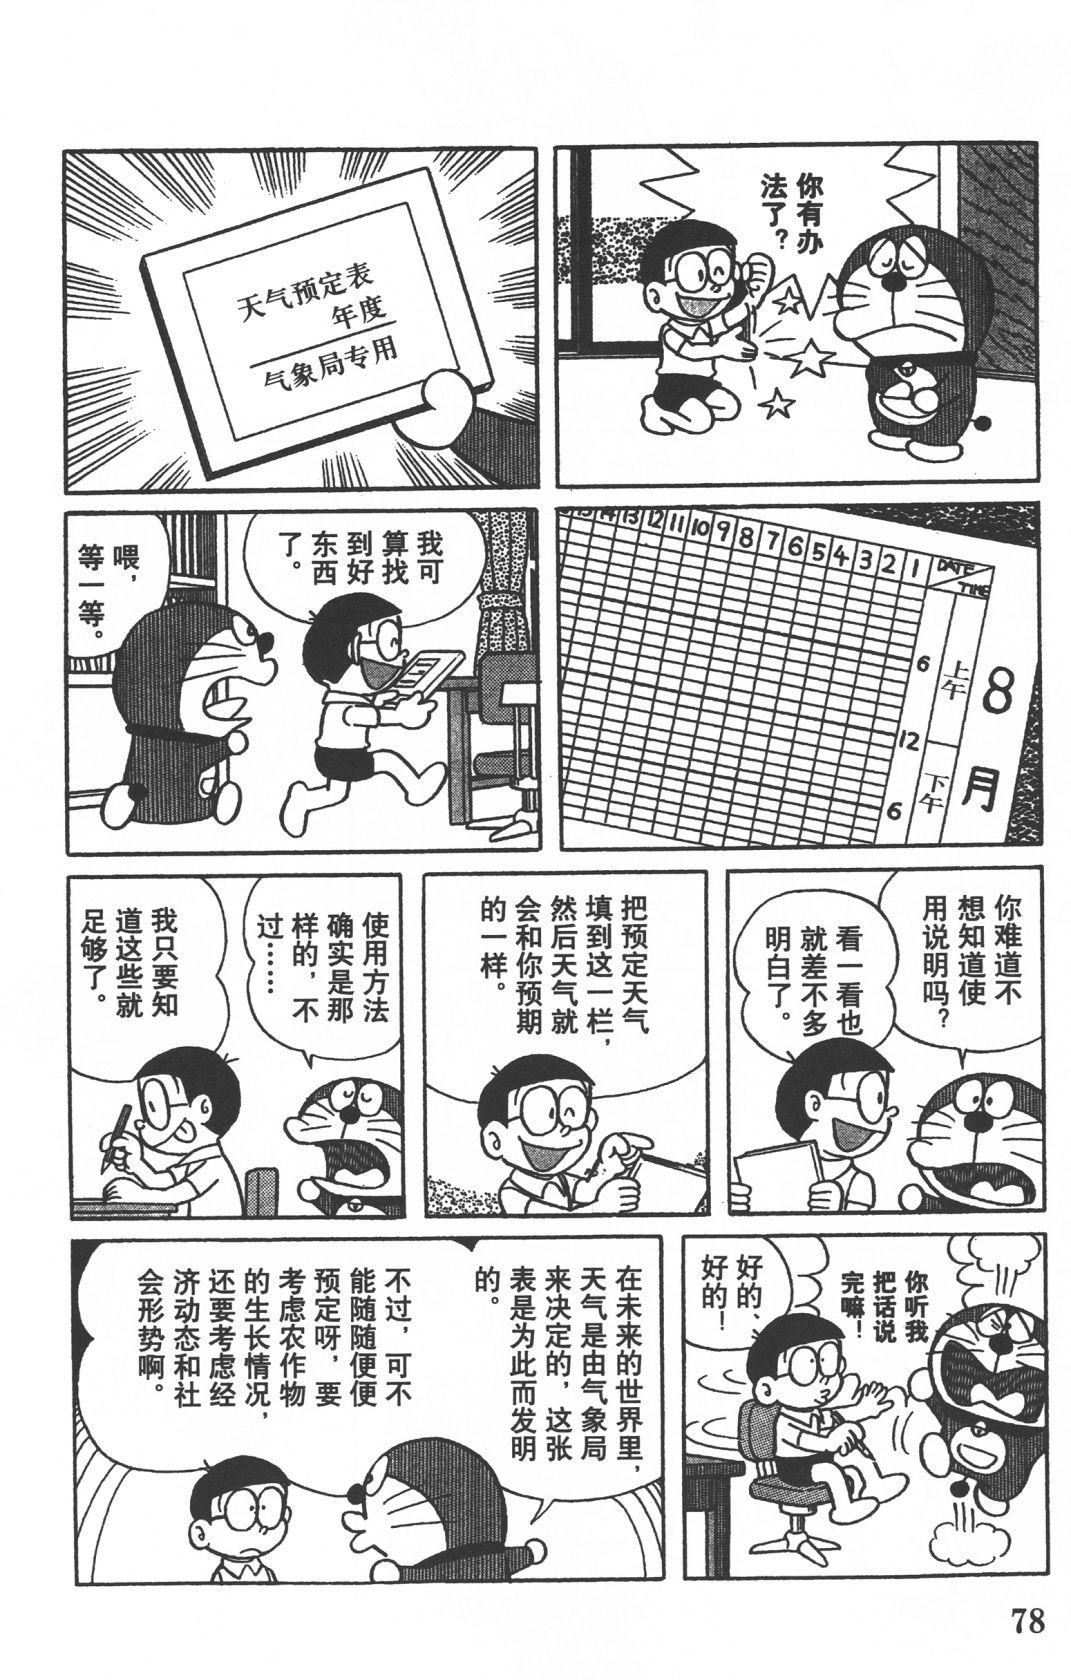 你有办
法了？
天气预定表
年度
气象局专用
15 14 13 12 11 10 9 8 7 6 5 4 3 2 1
DATE
TIME
6
上午
8
12
月
下午
6
我可
算找
到好
东西
了。
喂，
等一等。
你难道不
想知道使
用说明吗？
看一看也
就差不多
明白了。
把预定天气
填到这一栏，
然后天气就
会和你预期
的一样。
使用方法
确实是那
样的，不
过……
我只要知
道这些就
足够了。
你听我
把话说
完嘛！
好的、
好的！
在未来的世界里，
天气是由气象局
来决定的，这张
表是为此而发明
的。
不过，可不
能随随便便
预定呀，要
考虑农作物
的生长情况，
还要考虑经
济动态和社
会形势啊。
78